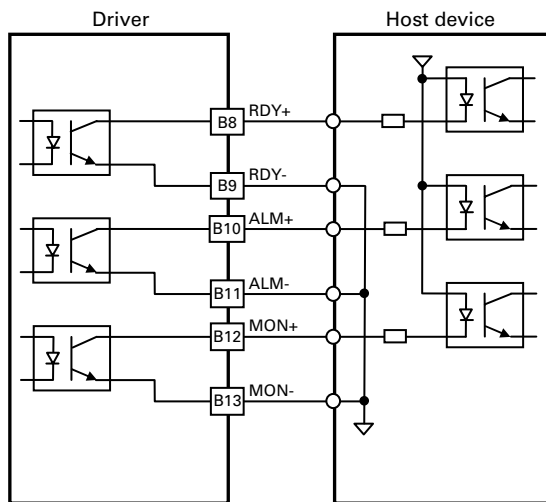 Driver
Host device
B8 RDY+
B9 RDY-
B10 ALM+
B11 ALM-
B12 MON+
B13 MON-